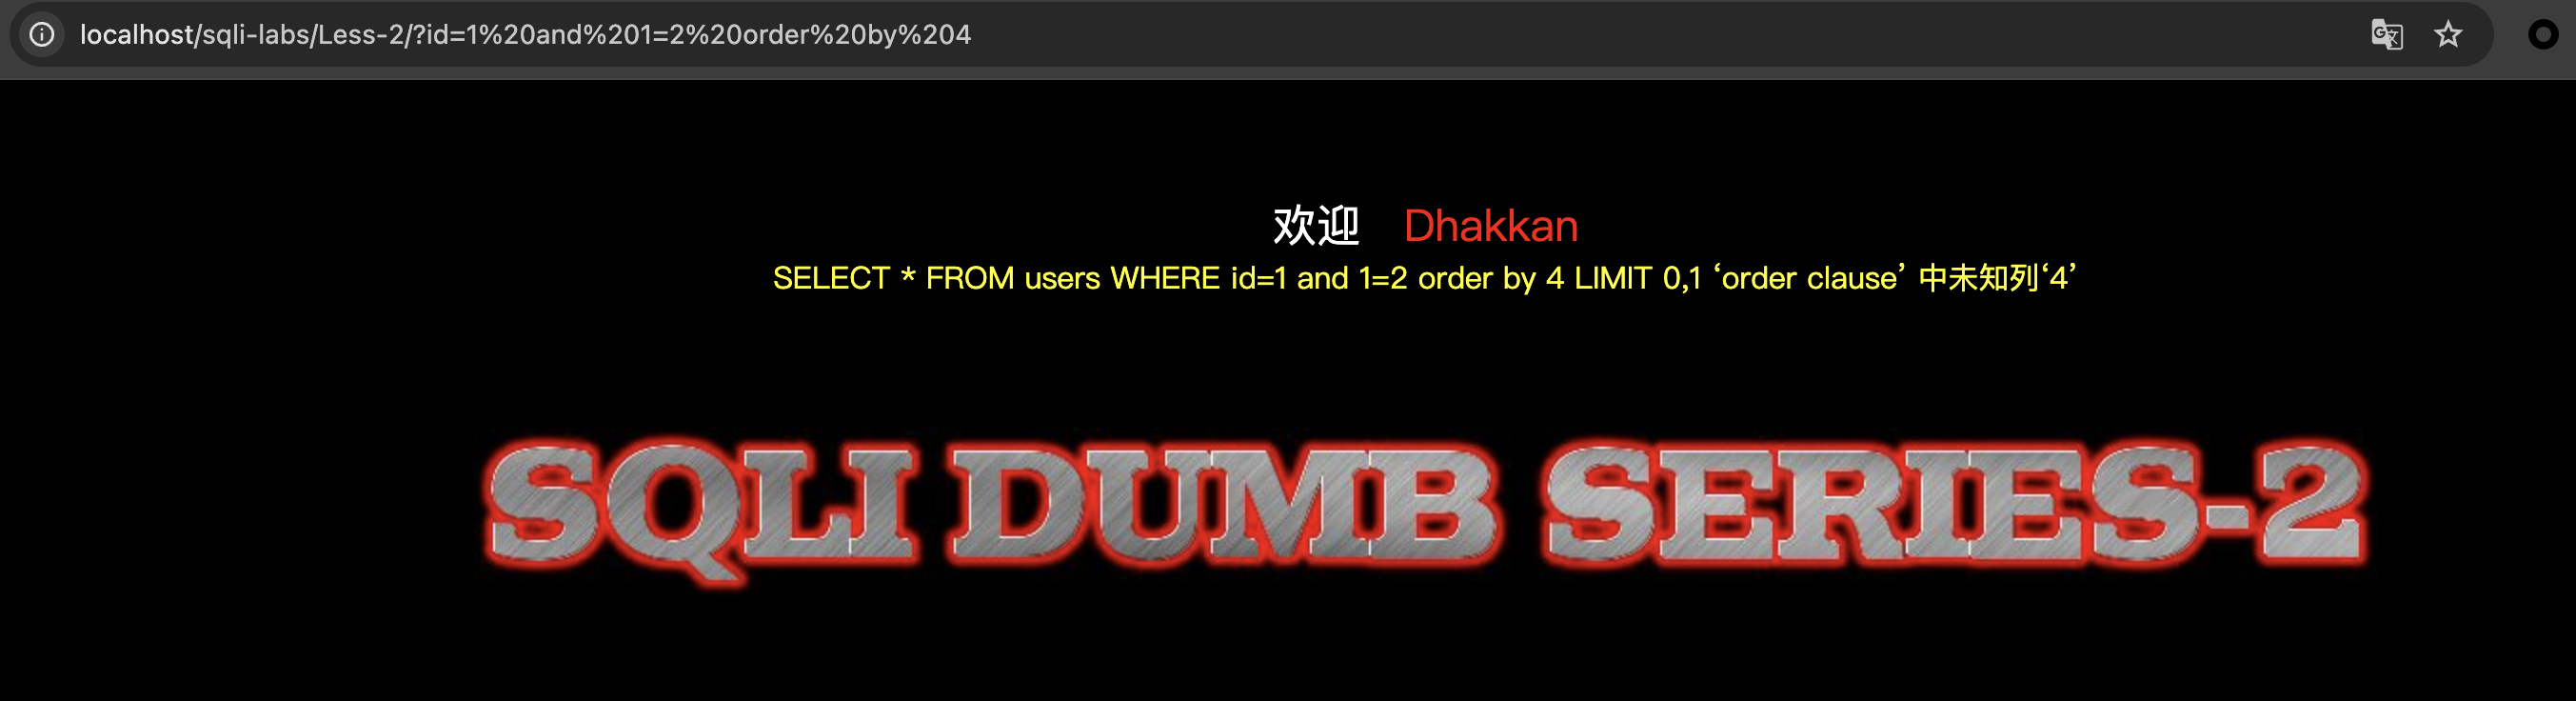 localhost/sqli-labs/Less-2/?id=1%20and%201=2%20order%20by%204
欢迎 Dhakkan
SELECT * FROM users WHERE id=1 and 1=2 order by 4 LIMIT 0,1 ‘order clause’ 中未知列‘4’
SQLI DUMB SERIES-2